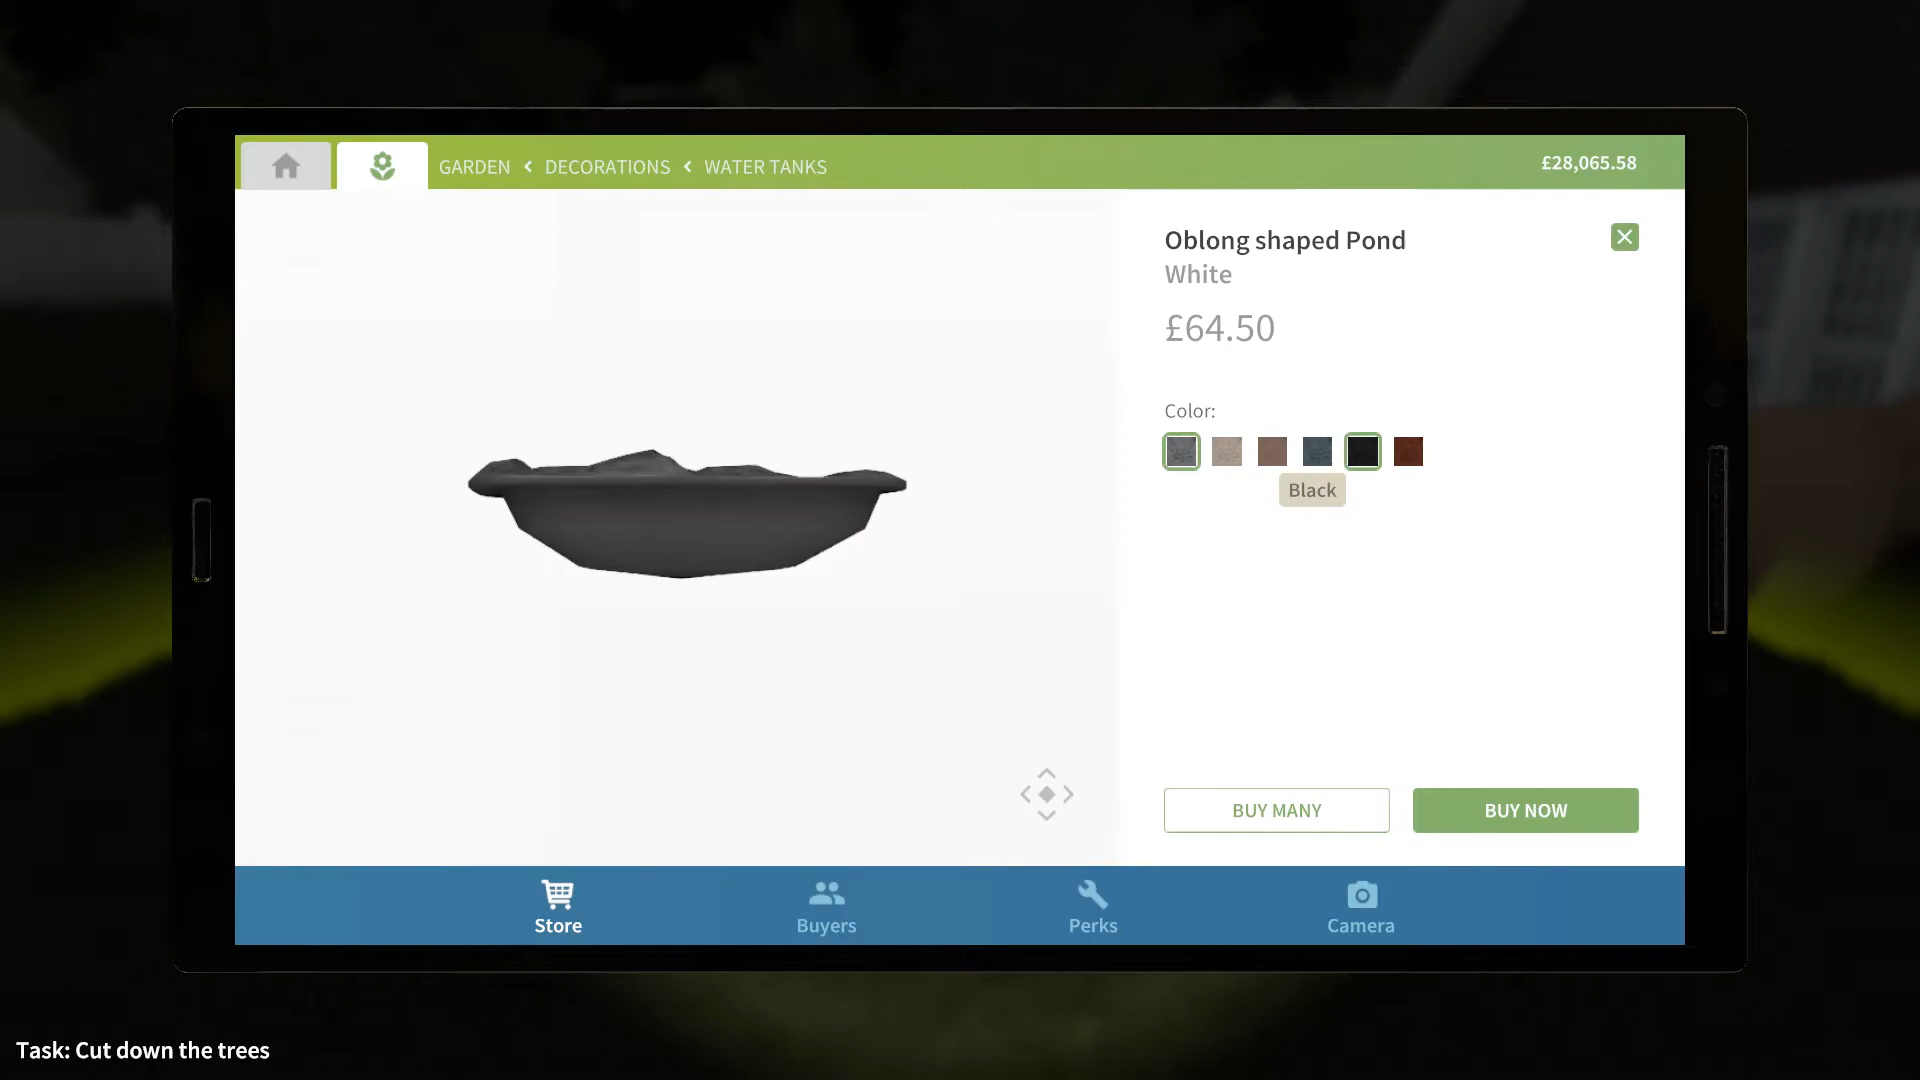 GARDEN < DECORATIONS < WATER TANKS
£28,065.58
Oblong shaped Pond
White
£64.50
Color:
Black
BUY MANY
BUY NOW
Store
Buyers
Perks
Camera
Task: Cut down the trees